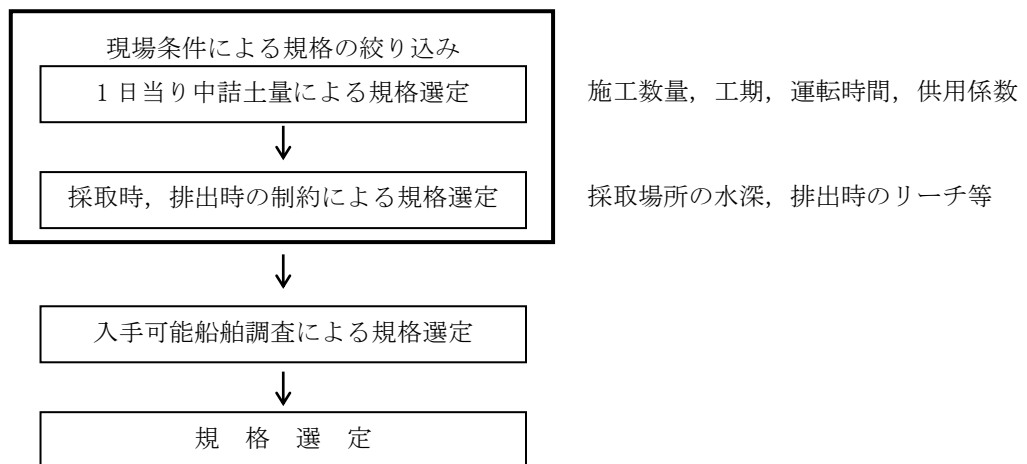 現場条件による規格の絞り込み
1日当り中詰土量による規格選定
施工数量，工期，運転時間，供用係数
採取時，排出時の制約による規格選定
採取場所の水深，排出時のリーチ等
入手可能船舶調査による規格選定
規 格 選 定